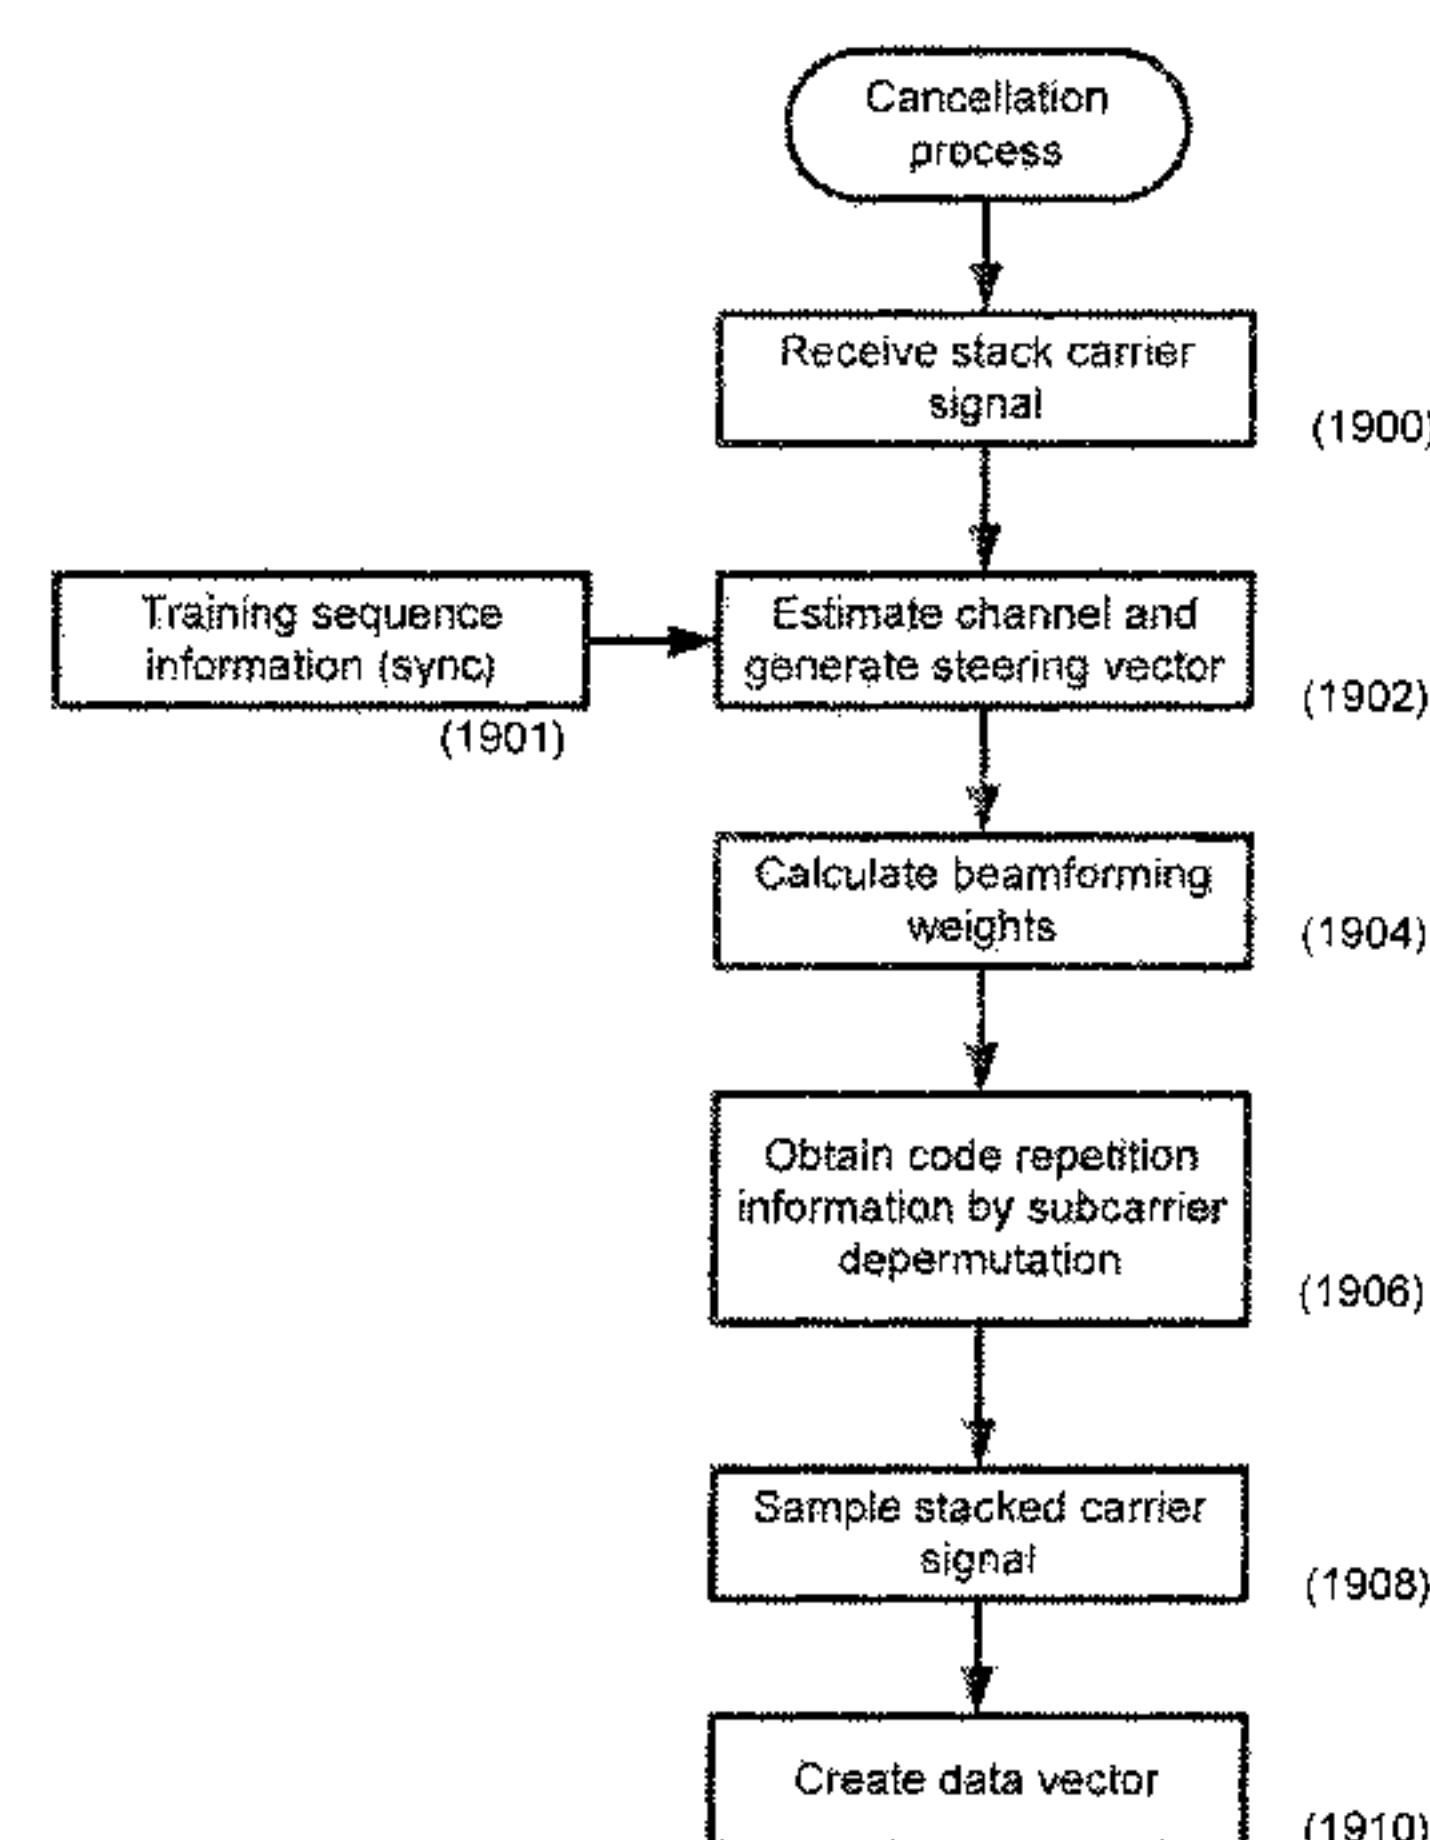 Cancellation
process
Receive stack carrier
signal
(1900)
Training sequence
information (sync)
(1901)
Estimate channel and
generate steering vector
(1902)
Calculate beamforming
weights
(1904)
Obtain code repetition
information by subcarrier
depermutation
(1906)
Sample stacked carrier
signal
(1908)
Create data vector
(1910)